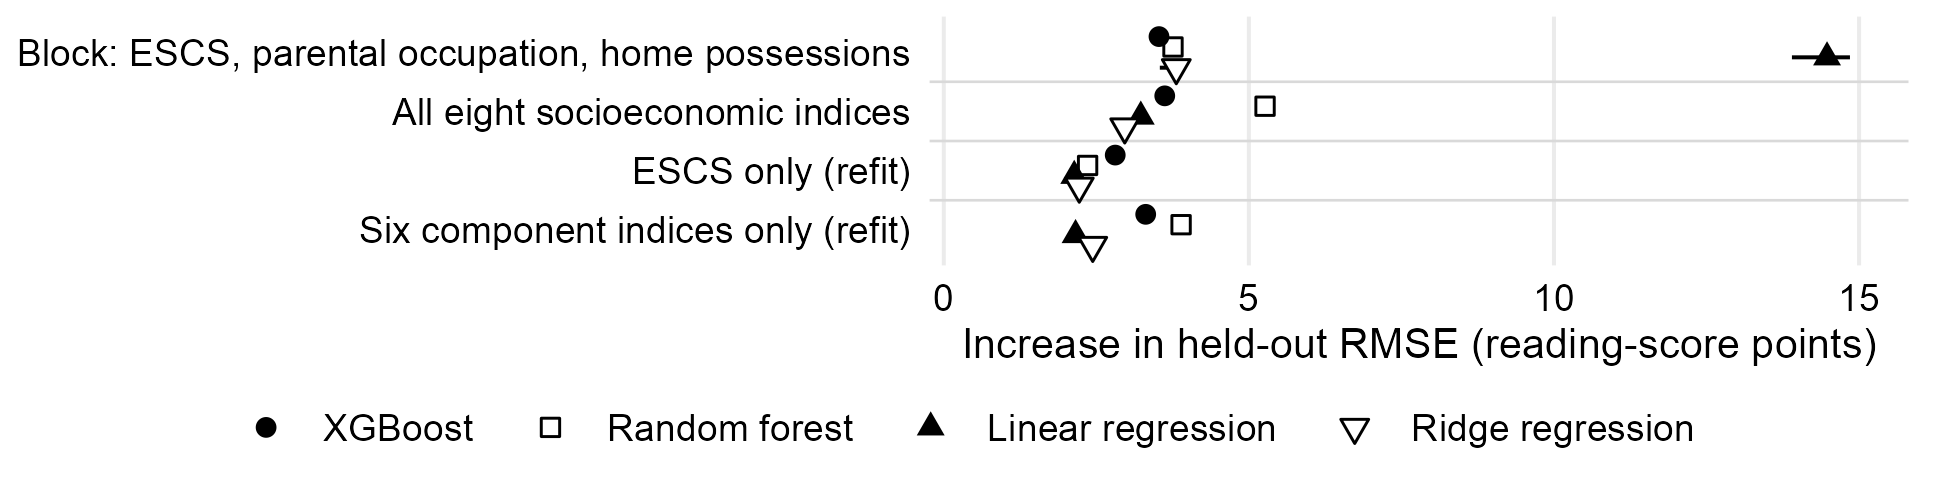 Block: ESCS, parental occupation, home possessions
All eight socioeconomic indices
ESCS only (refit)
Six component indices only (refit)
0 5 10 15
Increase in held-out RMSE (reading-score points)
XGBoost Random forest Linear regression Ridge regression